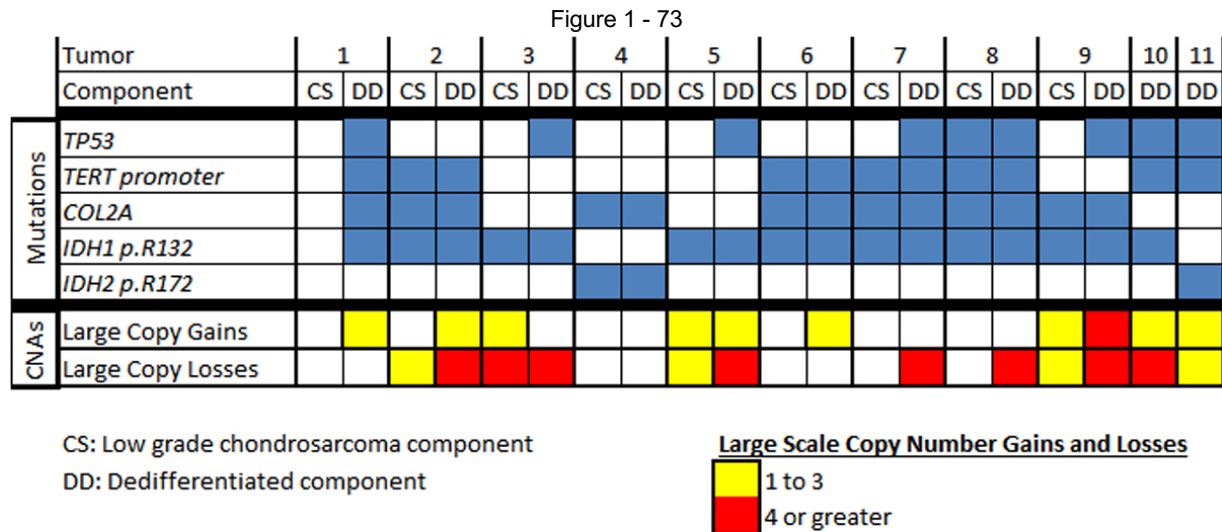 Figure 1 - 73
Tumor 1 2 3 4 5 6 7 8 9 10 11
Component CS DD CS DD CS DD CS DD CS DD CS DD CS DD CS DD CS DD DD DD
Mutations
TP53
TERT promoter
COL2A
IDH1 p.R132
IDH2 p.R172
CNAs
Large Copy Gains
Large Copy Losses
CS: Low grade chondrosarcoma component
DD: Dedifferentiated component
Large Scale Copy Number Gains and Losses
1 to 3
4 or greater